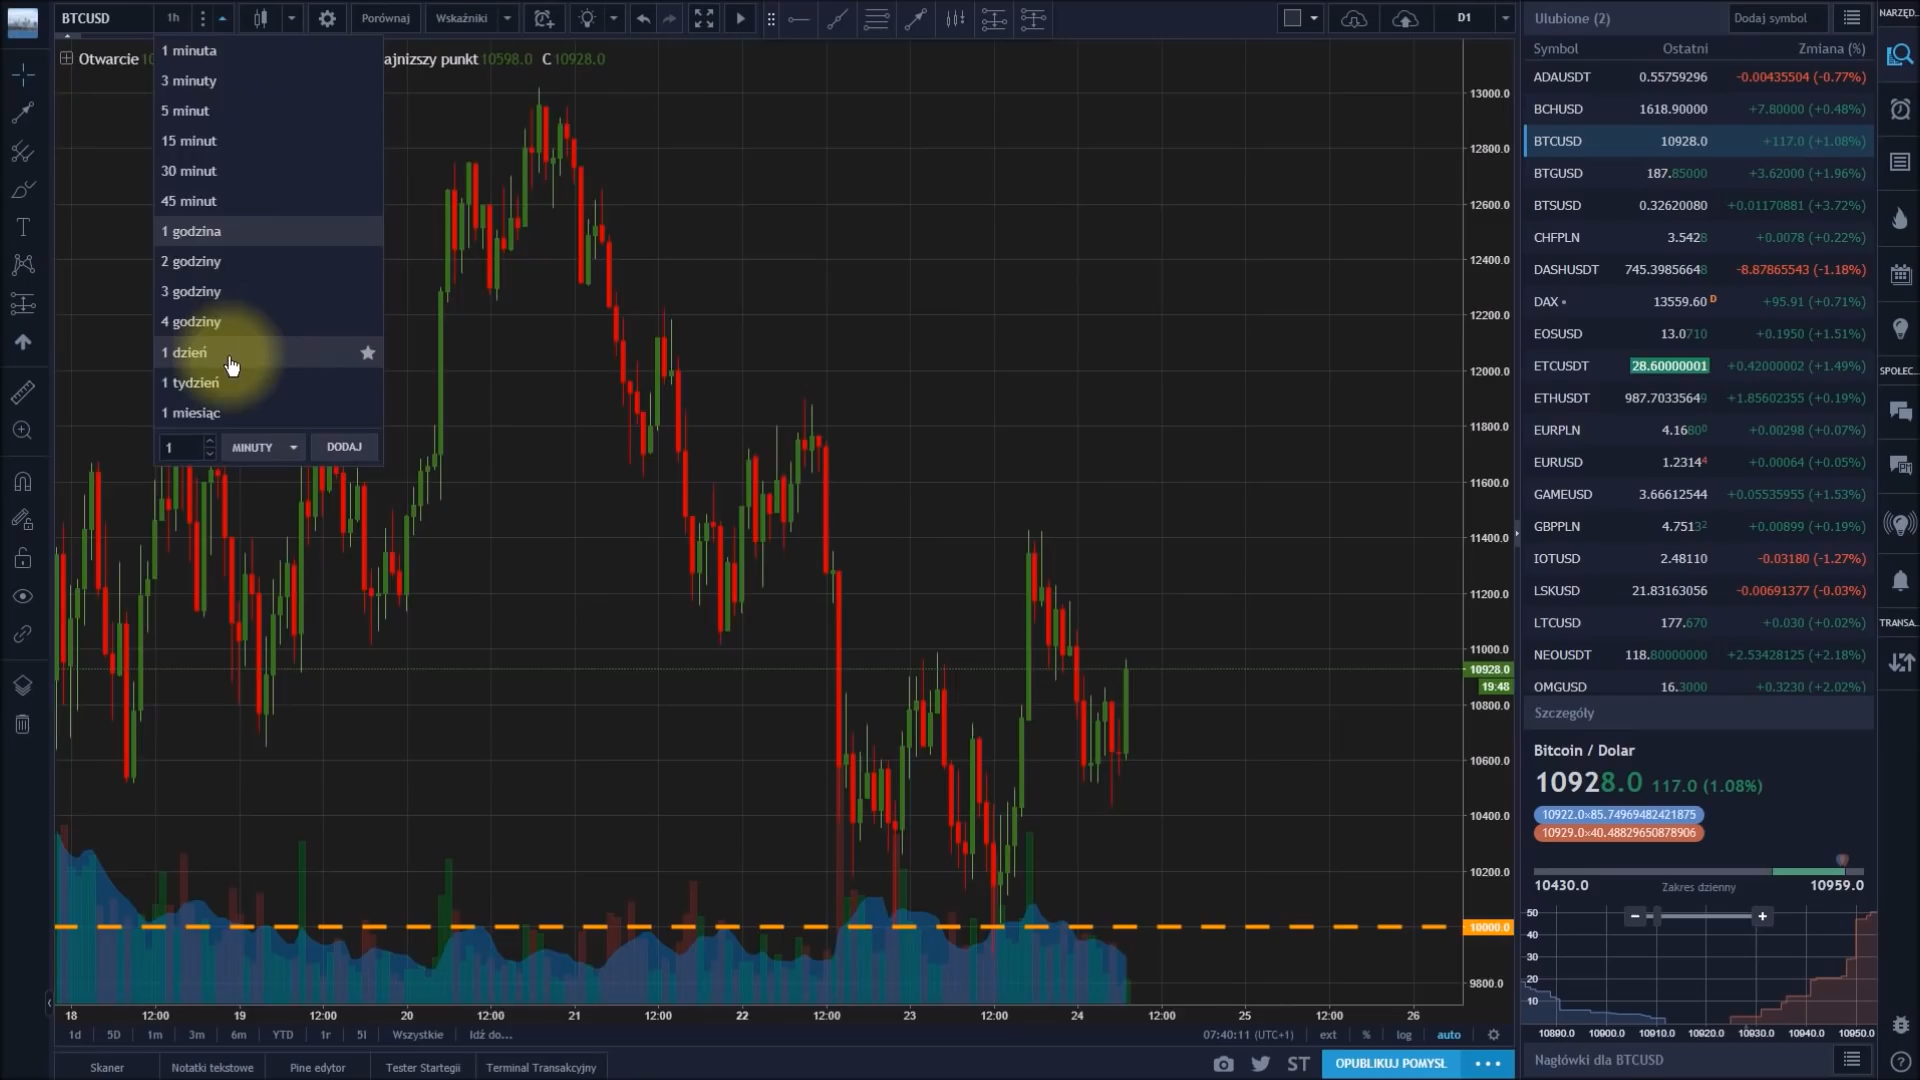 BTCUSD
1h
Porównaj
Wskaźniki
D1
Otwarcie 10
ajniższy punkt 10598.0 C 10928.0
1 minuta
3 minuty
5 minut
15 minut
30 minut
45 minut
1 godzina
2 godziny
3 godziny
4 godziny
1 dzień
1 tydzień
1 miesiąc
1 MINUTY DODAJ
13000.0
12800.0
12600.0
12400.0
12200.0
12000.0
11800.0
11600.0
11400.0
11200.0
11000.0
10928.0
19:48
10800.0
10600.0
10400.0
10200.0
10000.0
9800.0
18 12:00 19 12:00 20 12:00 21 12:00 22 12:00 23 12:00 24 12:00 25 12:00 26
1d 5D 1m 3m 6m YTD 1r 5l Wszystkie Idź do...
07:40:11 (UTC+1) ext % log auto
Skaner Notatki tekstowe Pine edytor Tester Startegii Terminal Transakcyjny
ST OPUBLIKUJ POMYSŁ
Ulubione (2) Dodaj symbol
Symbol Ostatni Zmiana (%)
ADAUSDT 0.55759296 -0.00435504 (-0.77%)
BCHUSD 1618.90000 +7.80000 (+0.48%)
BTCUSD 10928.0 +117.0 (+1.08%)
BTGUSD 187.85000 +3.62000 (+1.96%)
BTSUSD 0.32620080 +0.01170881 (+3.72%)
CHFPLN 3.5428 +0.0078 (+0.22%)
DASHUSDT 745.39856648 -8.87865543 (-1.18%)
DAX 13559.60 D +95.91 (+0.71%)
EOSUSD 13.0710 +0.1950 (+1.51%)
ETCUSDT 28.60000001 +0.42000002 (+1.49%)
ETHUSDT 987.70335649 +1.85602355 (+0.19%)
EURPLN 4.16800 +0.00298 (+0.07%)
EURUSD 1.23144 +0.00064 (+0.05%)
GAMEUSD 3.66612544 +0.05535955 (+1.53%)
GBPPLN 4.75132 +0.00899 (+0.19%)
IOTUSD 2.48110 -0.03180 (-1.27%)
LSKUSD 21.83163056 -0.00691377 (-0.03%)
LTCUSD 177.670 +0.030 (+0.02%)
NEOUSDT 118.80000000 +2.53428125 (+2.18%)
OMGUSD 16.3000 +0.3230 (+2.02%)
Szczegóły
Bitcoin / Dolar
10928.0 117.0 (1.08%)
10922.0×85.74969482421875
10929.0×40.48829650878906
10430.0 Zakres dzienny 10959.0
50
40
30
20
10
10890.0 10900.0 10910.0 10920.0 10930.0 10940.0 10950.0
Nagłówki dla BTCUSD
NARZĘD.
SPOŁEC.
TRANSA.